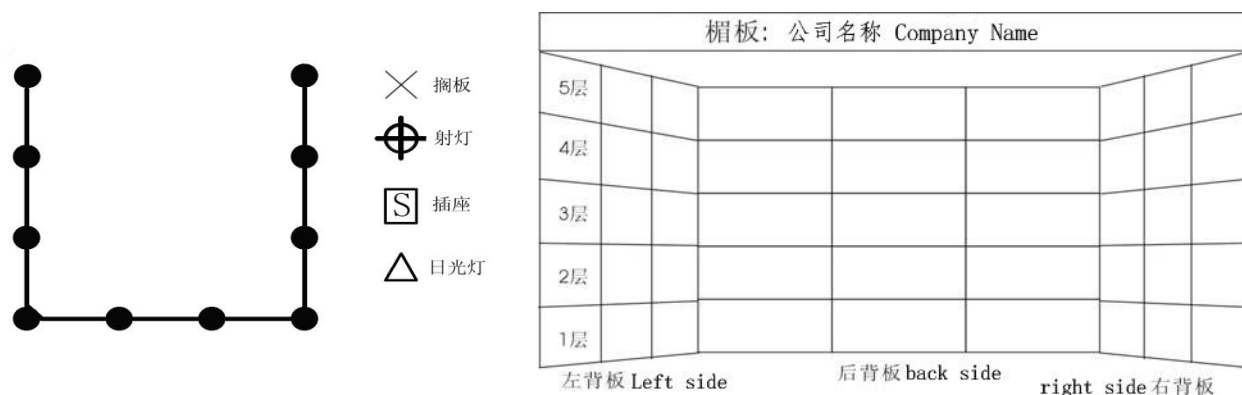 楣板: 公司名称 Company Name
搁板
射灯
S 插座
日光灯
5层
4层
3层
2层
1层
左背板 Left side
后背板 back side
right side 右背板